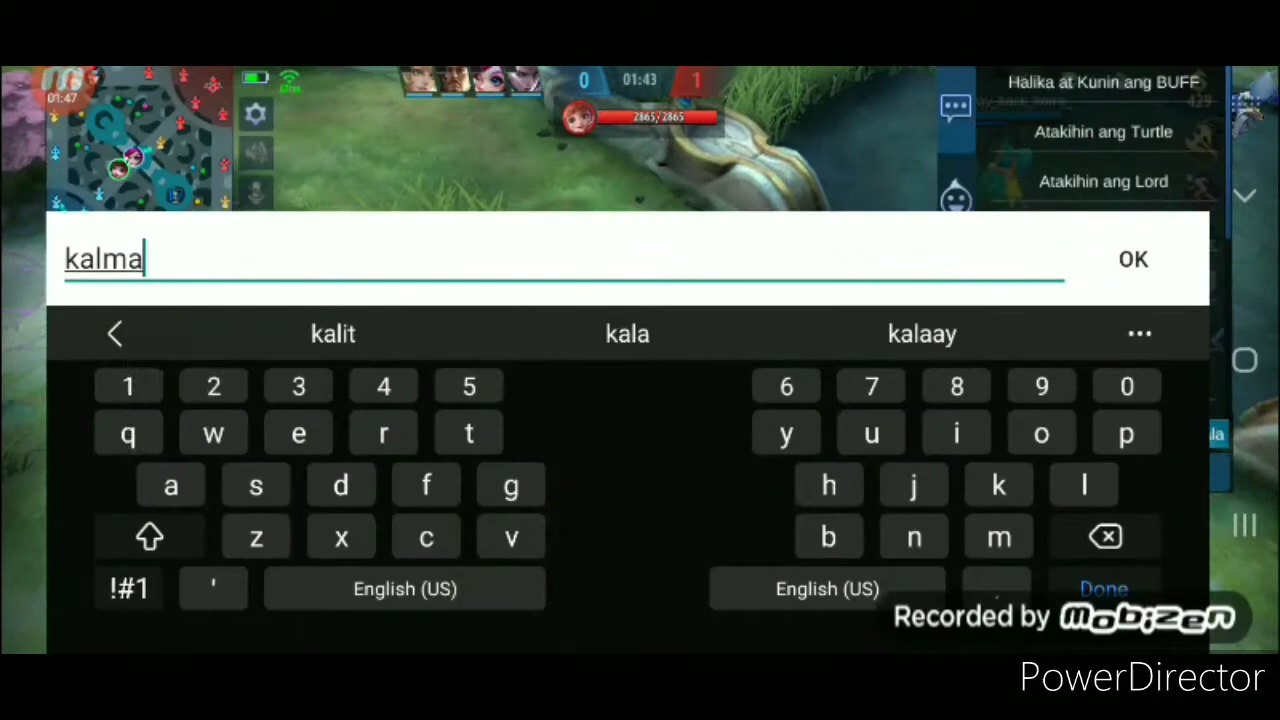 01:47
0 01:43 1
2865/2865
Halika at Kunin ang BUFF
Atakihin ang Turtle
Atakihin ang Lord
kalma
OK
kalit kala kalaay
1 2 3 4 5 6 7 8 9 0
q w e r t y u i o p
a s d f g h j k l
z x c v b n m
!#1 ' English (US) English (US) . Done
Recorded by Mobizen
PowerDirector